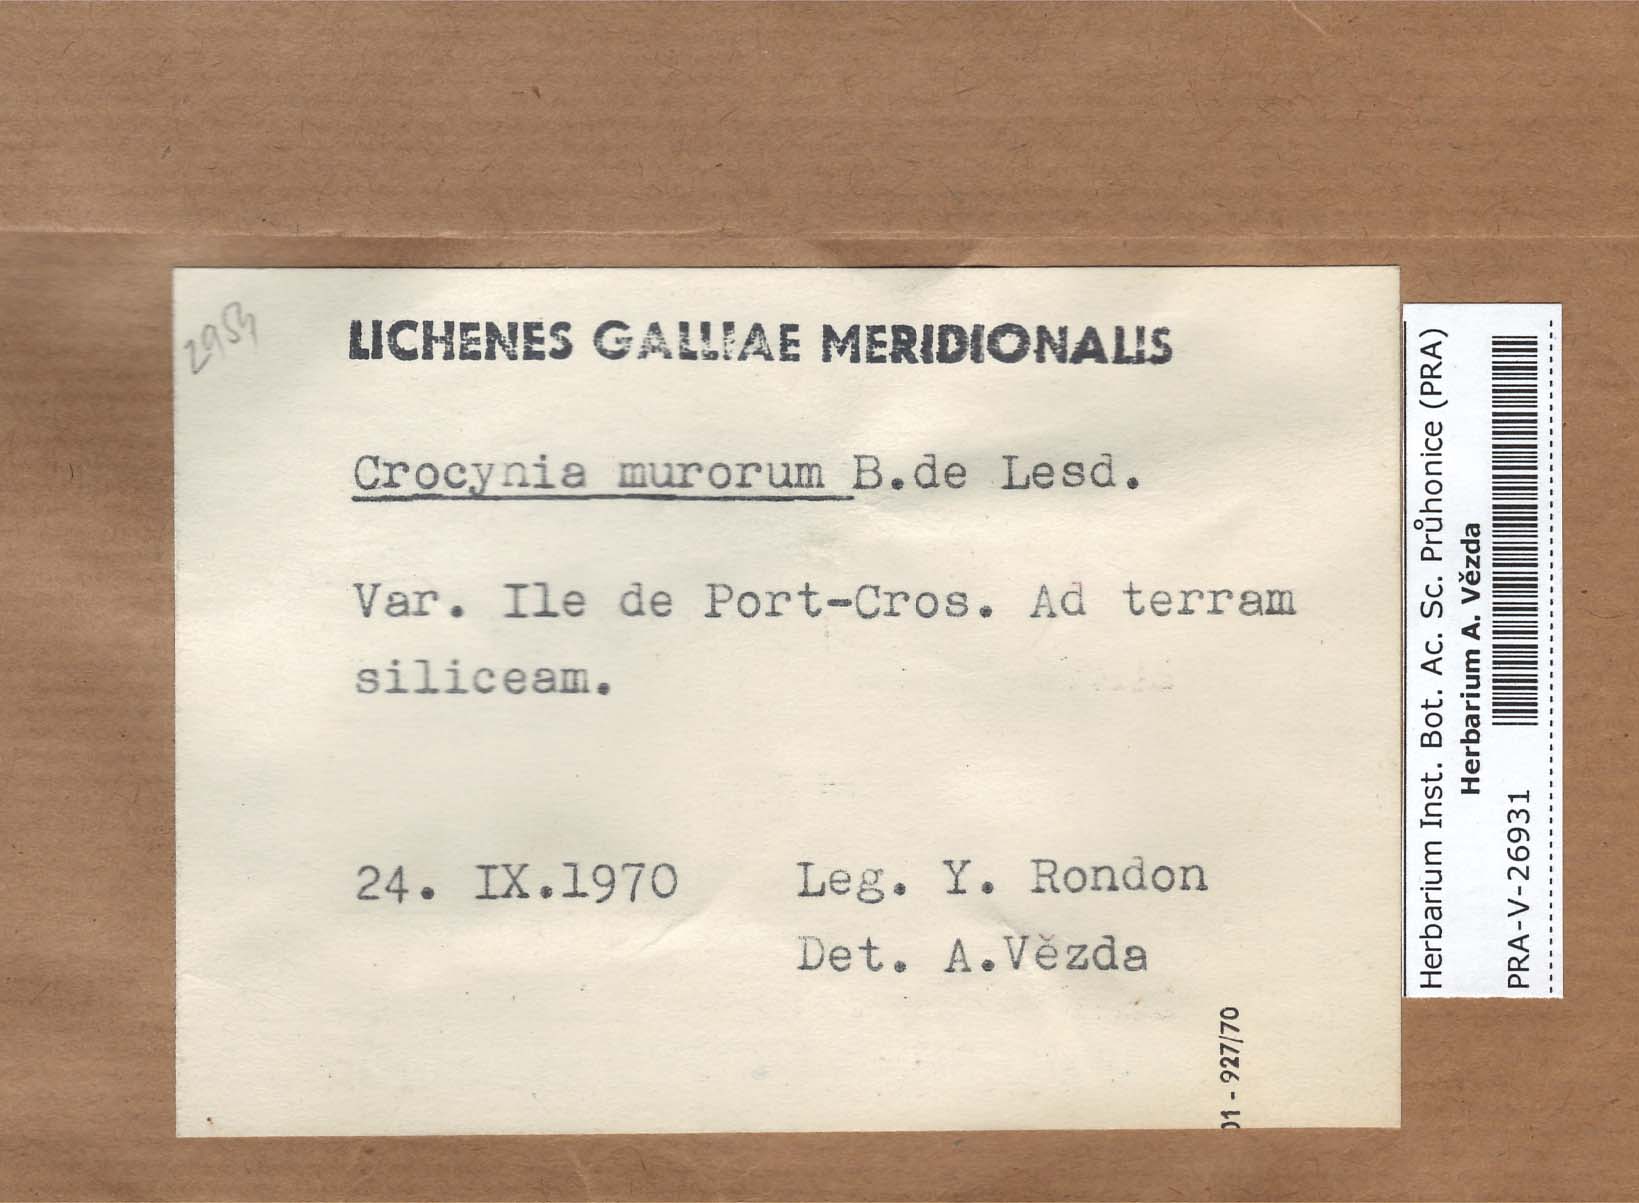 2954
LICHENES GALLIAE MERIDIONALIS
Crocynia murorum B.de Lesd.
Var. Ile de Port-Cros. Ad terram
siliceam.
24. IX.1970 Leg. Y. Rondon
Det. A.Vězda
01 - 927/70
Herbarium Inst. Bot. Ac. Sc. Průhonice (PRA)
Herbarium A. Vězda
PRA-V-26931